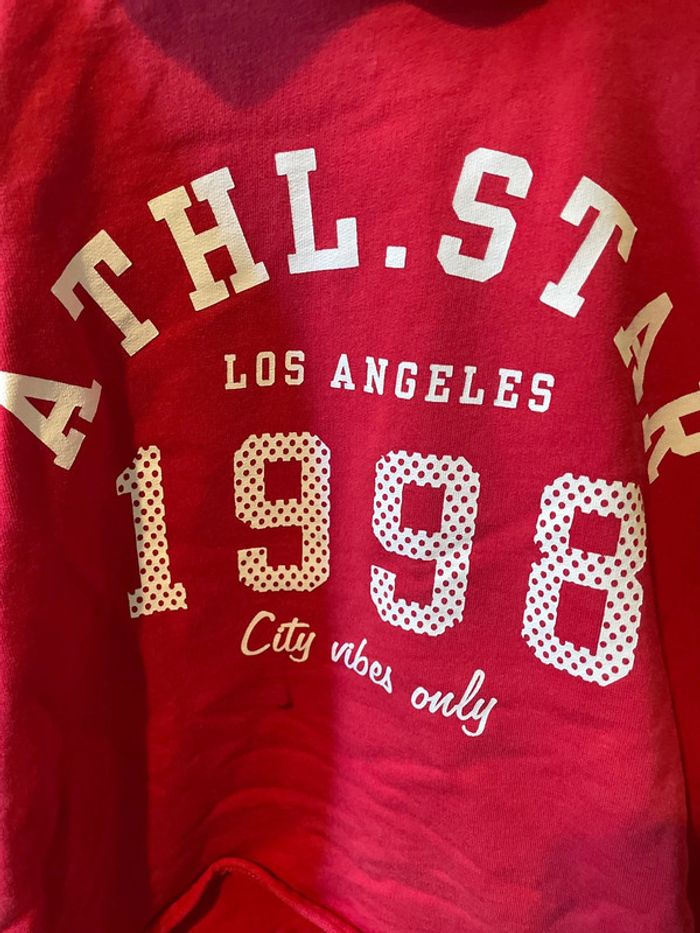 ATHL.STAR
LOS ANGELES
1998
City vibes only